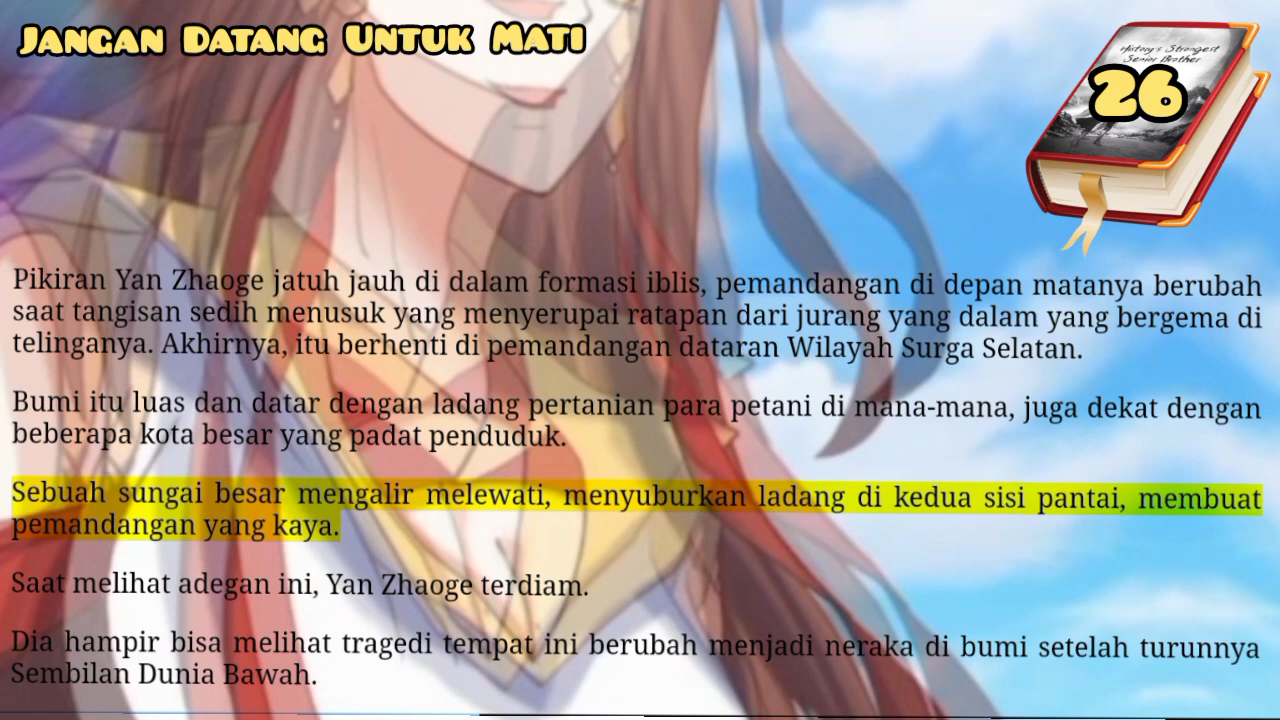 Jangan Datang Untuk Mati
History's Strongest
Senior Brother
26
Pikiran Yan Zhaoge jatuh jauh di dalam formasi iblis, pemandangan di depan matanya berubah
saat tangisan sedih menusuk yang menyerupai ratapan dari jurang yang dalam yang bergema di
telinganya. Akhirnya, itu berhenti di pemandangan dataran Wilayah Surga Selatan.
Bumi itu luas dan datar dengan ladang pertanian para petani di mana-mana, juga dekat dengan
beberapa kota besar yang padat penduduk.
Sebuah sungai besar mengalir melewati, menyuburkan ladang di kedua sisi pantai, membuat
pemandangan yang kaya.
Saat melihat adegan ini, Yan Zhaoge terdiam.
Dia hampir bisa melihat tragedi tempat ini berubah menjadi neraka di bumi setelah turunnya
Sembilan Dunia Bawah.